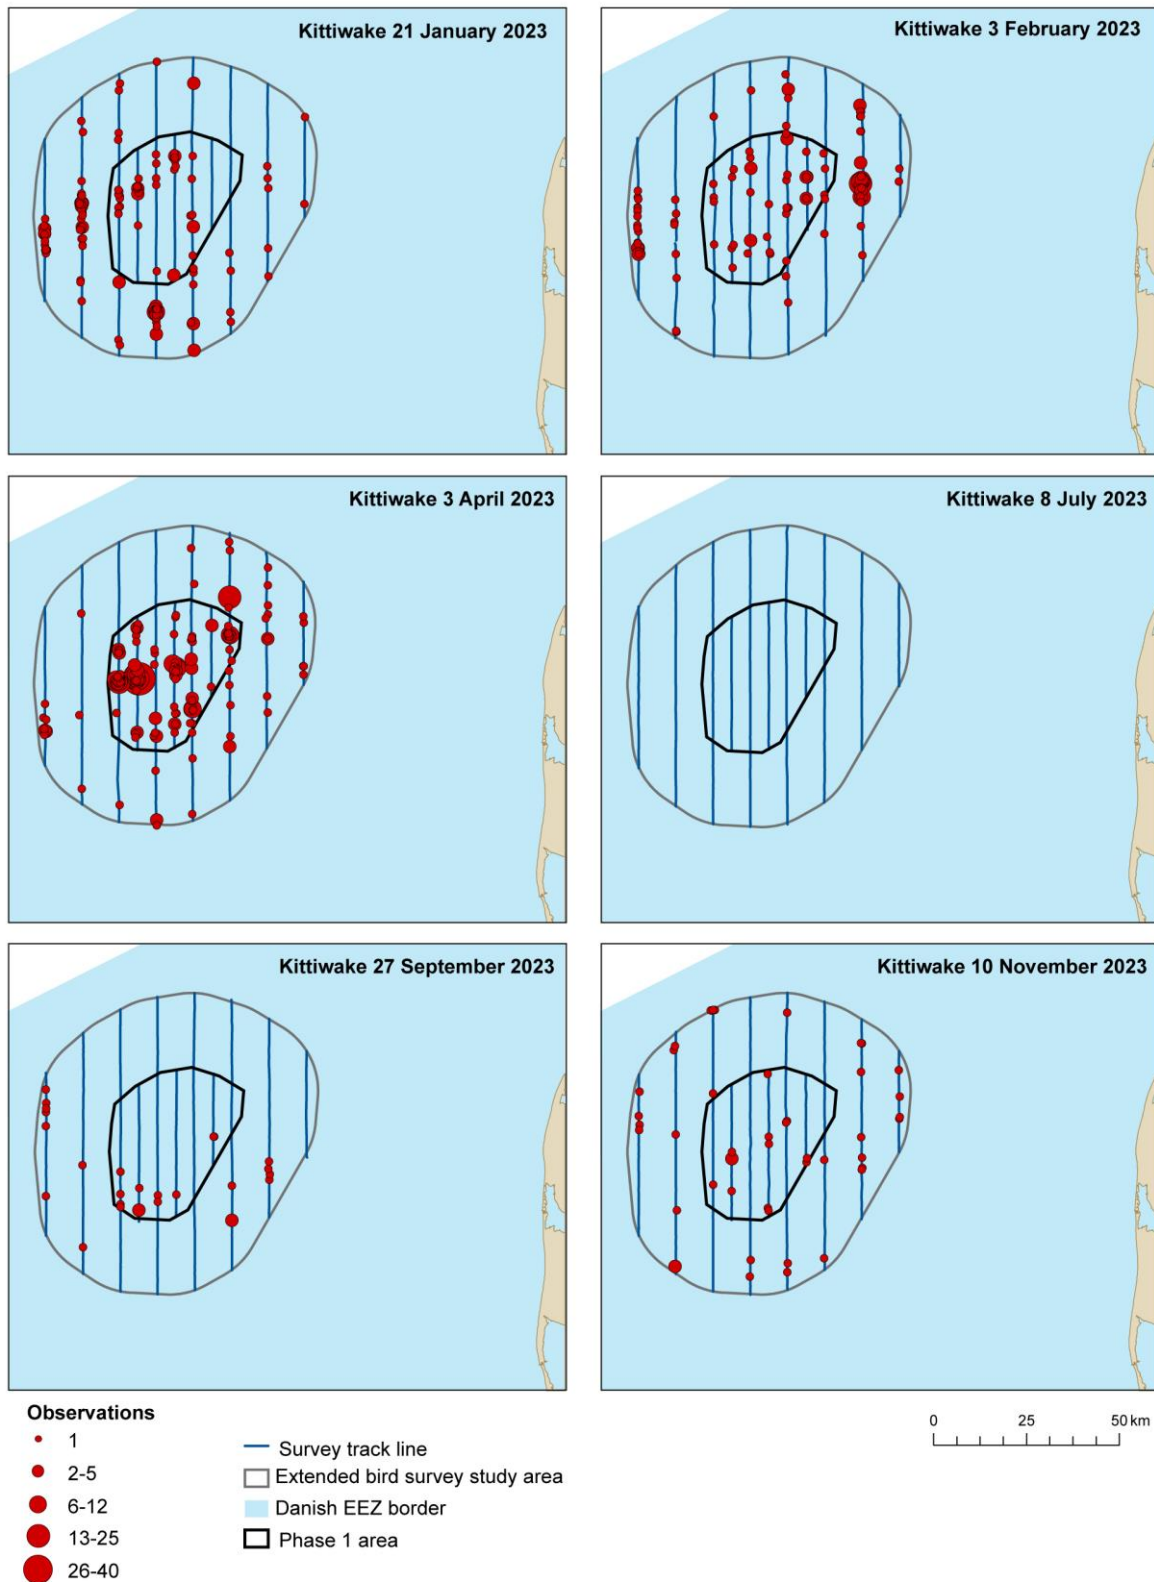 Kittiwake 21 January 2023
Kittiwake 3 February 2023
Kittiwake 3 April 2023
Kittiwake 8 July 2023
Kittiwake 27 September 2023
Kittiwake 10 November 2023
Observations
1
2-5
6-12
13-25
26-40
Survey track line
Extended bird survey study area
Danish EEZ border
Phase 1 area
0 25 50 km